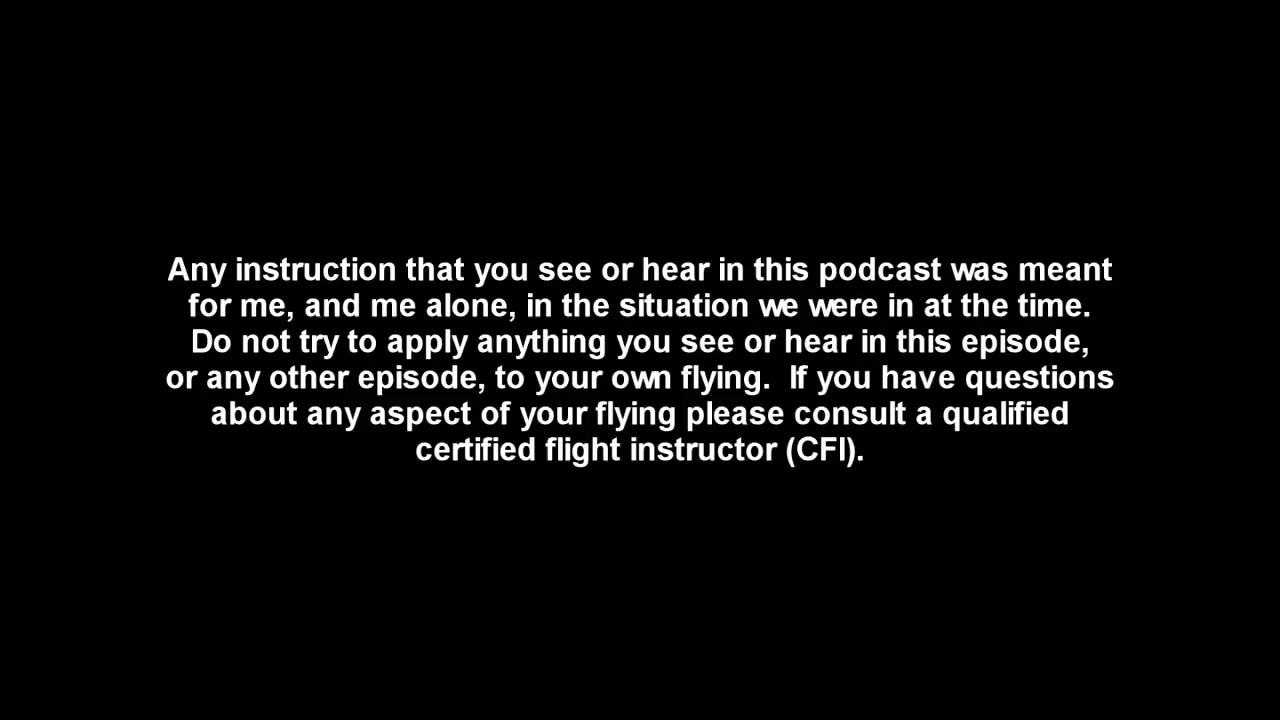 Any instruction that you see or hear in this podcast was meant
for me, and me alone, in the situation we were in at the time.
Do not try to apply anything you see or hear in this episode,
or any other episode, to your own flying.  If you have questions
about any aspect of your flying please consult a qualified
certified flight instructor (CFI).